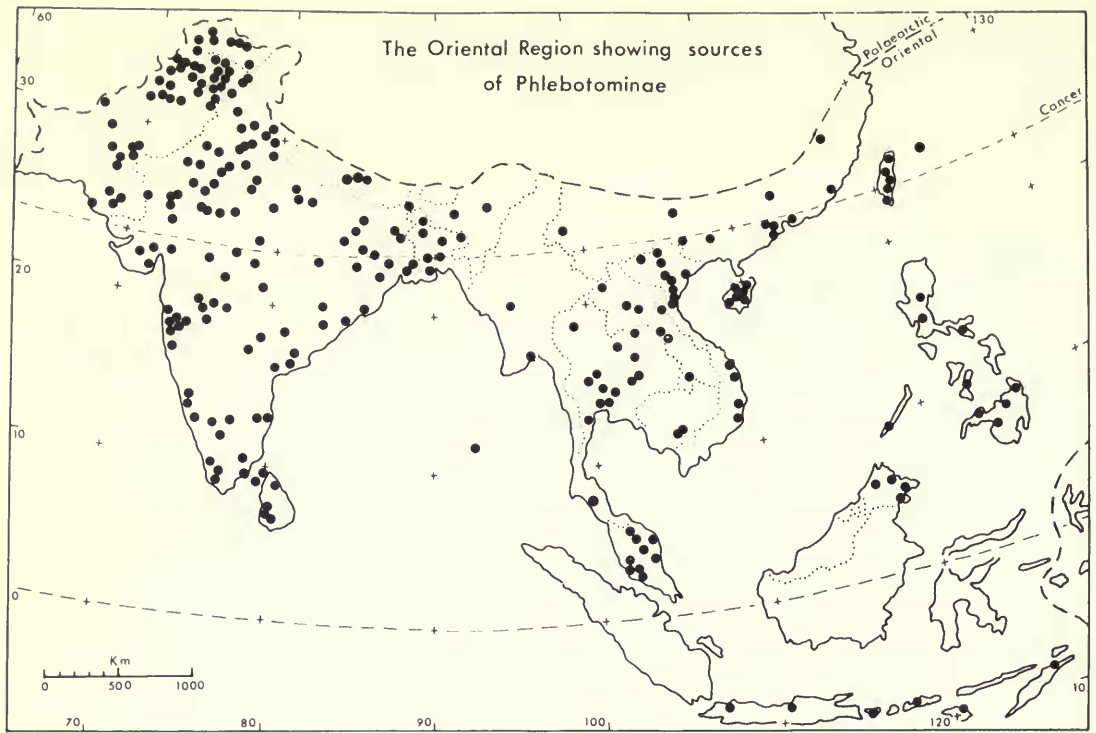 60
130
The Oriental Region showing sources
of Phlebotominae
Palaearctic
Oriental
30
Cancer
20
10
0
Km
0 500 1000
10
70 80 90 100 120